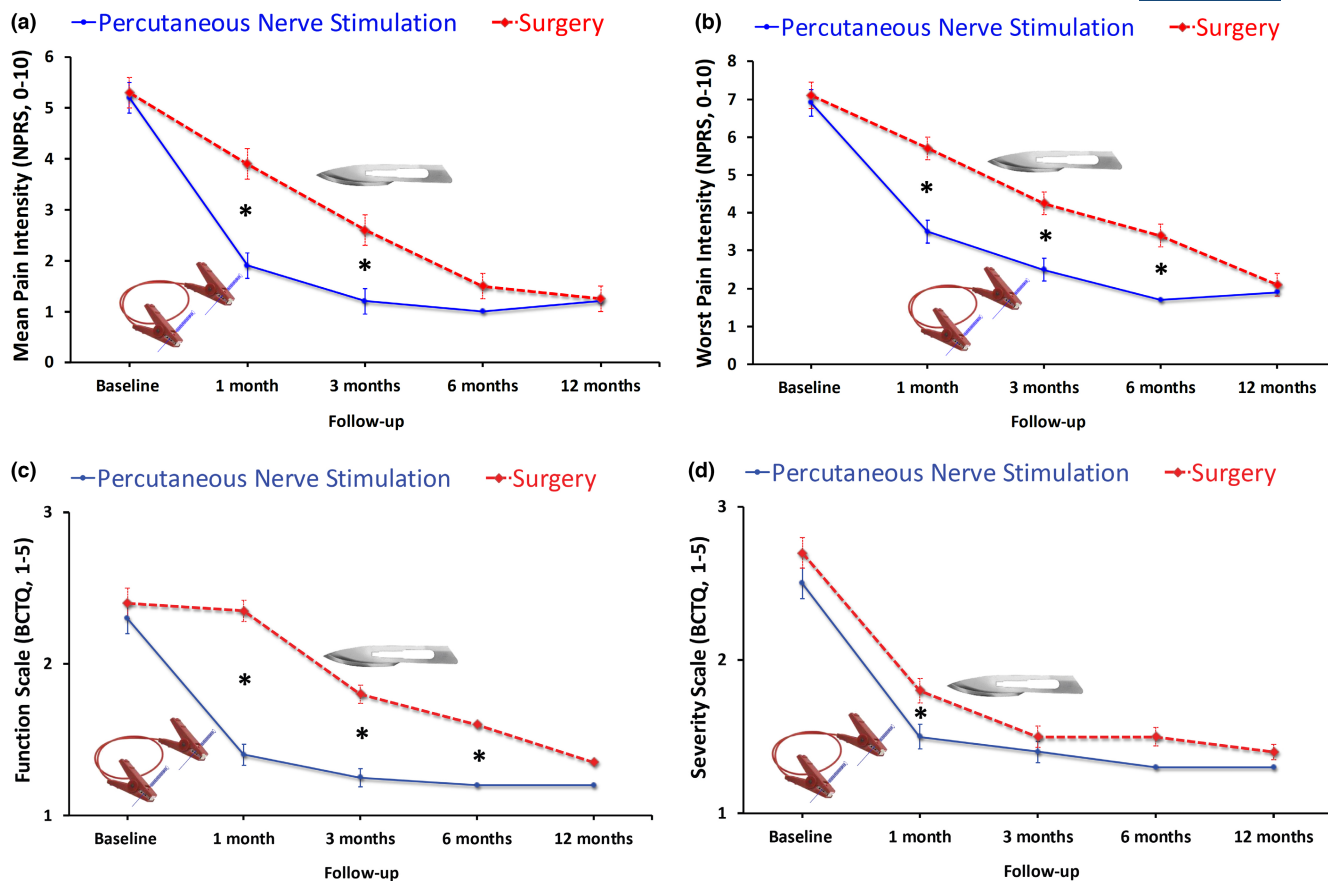 (a)
Percutaneous Nerve Stimulation Surgery
Mean Pain Intensity (NPRS, 0-10)
6
5
4
3
2
1
0
*
*
Baseline 1 month 3 months 6 months 12 months
Follow-up
(b)
Percutaneous Nerve Stimulation Surgery
Worst Pain Intensity (NPRS, 0-10)
8
7
6
5
4
3
2
1
0
*
*
*
Baseline 1 month 3 months 6 months 12 months
Follow-up
(c)
Percutaneous Nerve Stimulation Surgery
Function Scale (BCTQ, 1-5)
3
2
1
*
*
*
Baseline 1 month 3 months 6 months 12 months
Follow-up
(d)
Percutaneous Nerve Stimulation Surgery
Severity Scale (BCTQ, 1-5)
3
2
1
*
Baseline 1 month 3 months 6 months 12 months
Follow-up